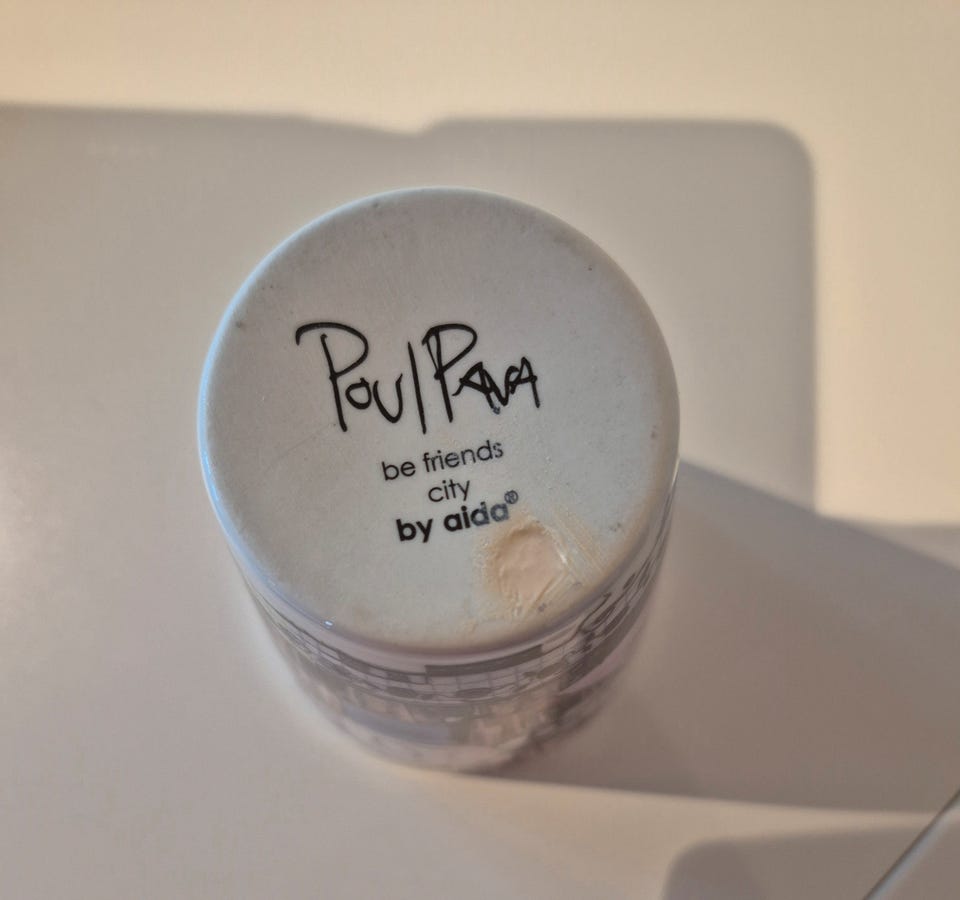 Poul Pava
be friends
city
by aida®